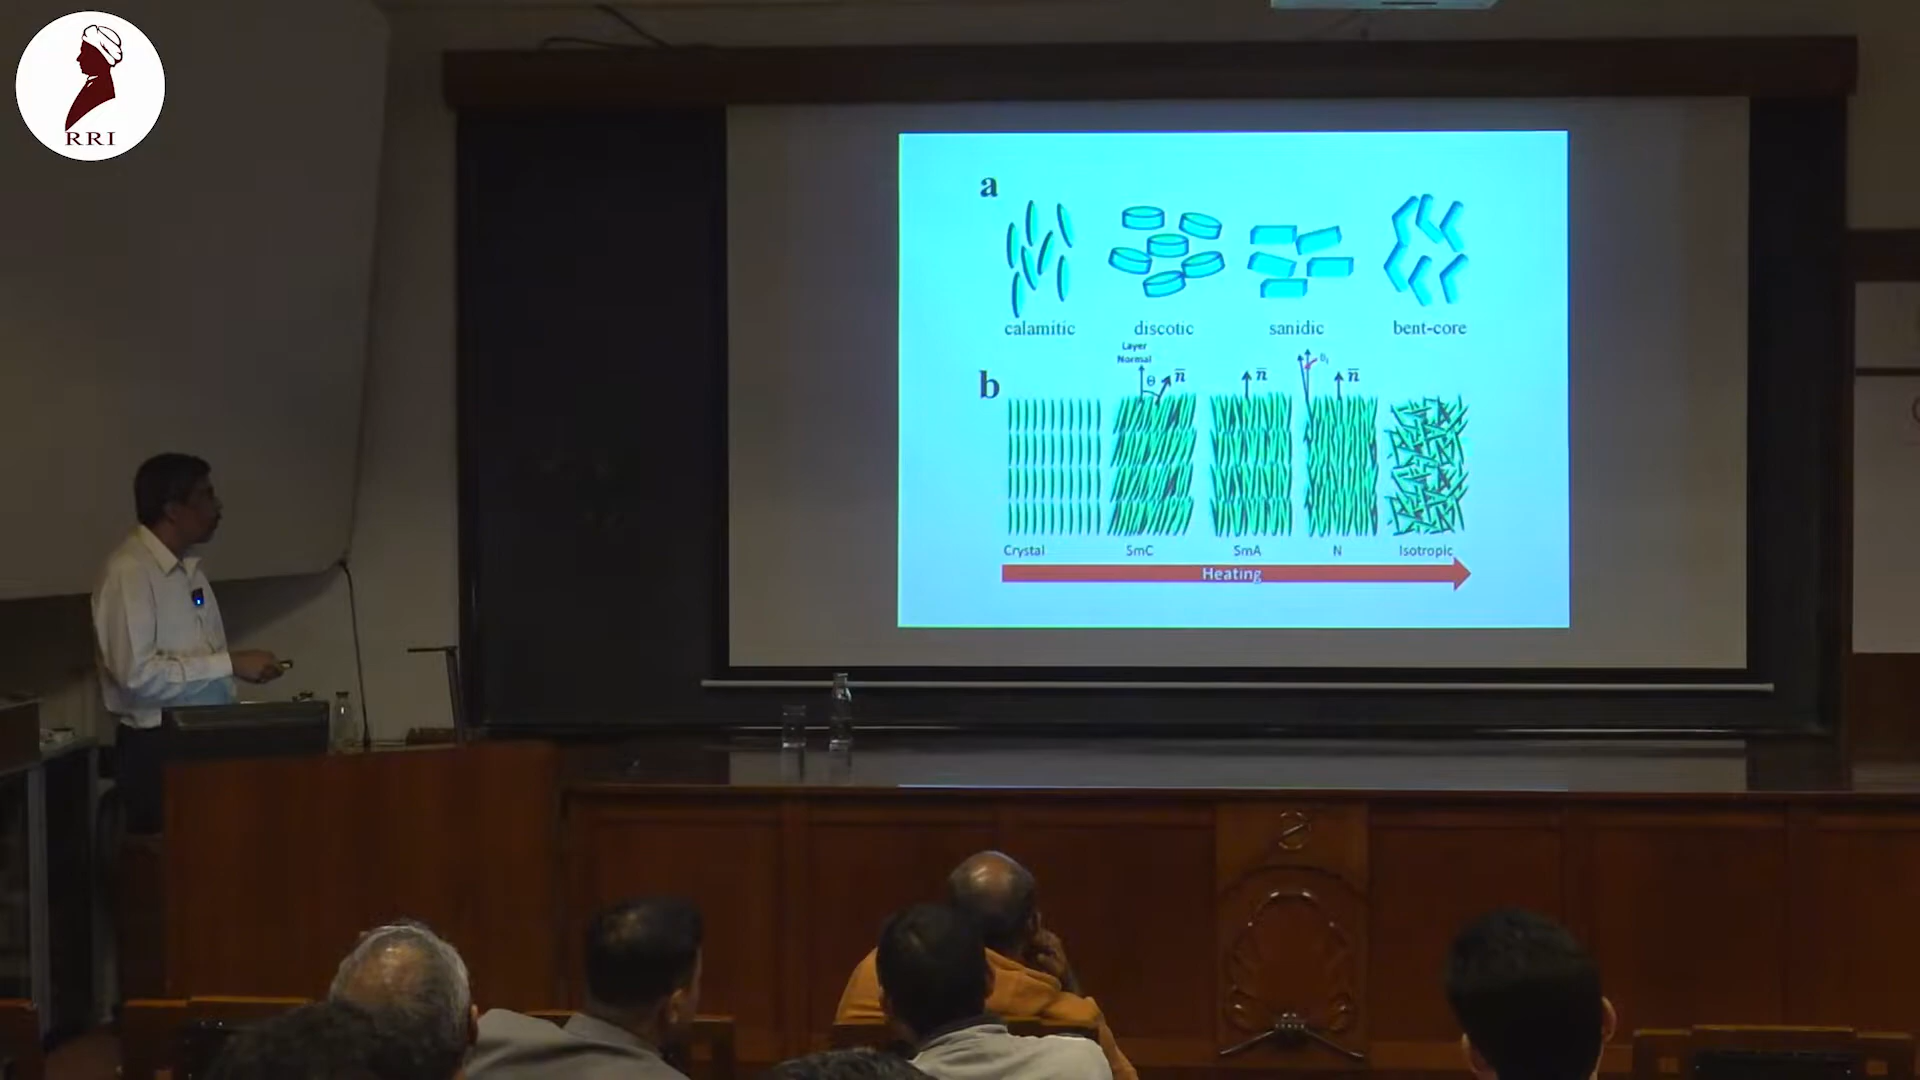 RRI
a
calamitic discotic sanidic bent-core
Layer
Normal
b
Θ n̅ n̅ n̅
Crystal SmC SmA N Isotropic
Heating